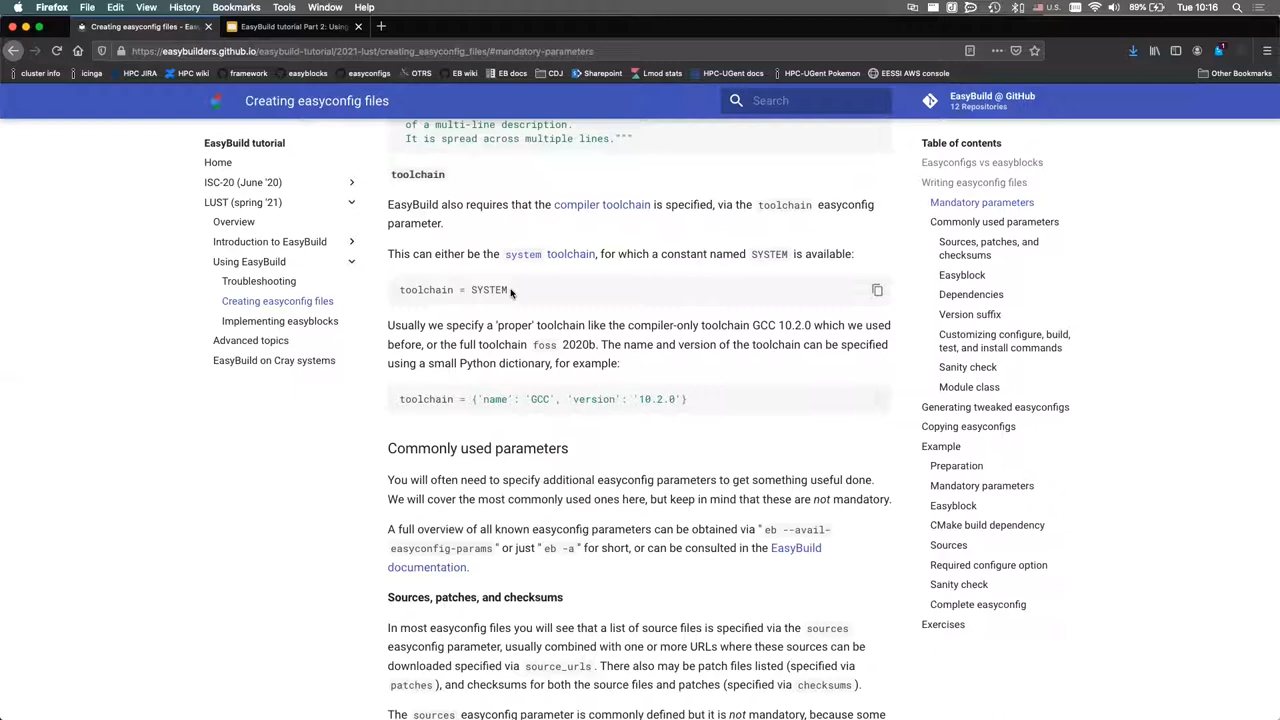 Firefox File Edit View History Bookmarks Tools Window Help
89% Tue 10:16
Creating easyconfig files - Eas
EasyBuild tutorial Part 2: Using
https://easybuilders.github.io/easybuild-tutorial/2021-lust/creating_easyconfig_files/#mandatory-parameters
cluster info icinga HPC JIRA HPC wiki framework easyblocks easyconfigs OTRS EB wiki EB docs CDJ Sharepoint Lmod stats HPC-UGent docs HPC-UGent Pokemon EESSI AWS console Other Bookmarks
Creating easyconfig files
Search
EasyBuild @ GitHub
12 Repositories
EasyBuild tutorial
Home
ISC-20 (June '20)
LUST (spring '21)
Overview
Introduction to EasyBuild
Using EasyBuild
Troubleshooting
Creating easyconfig files
Implementing easyblocks
Advanced topics
EasyBuild on Cray systems
of a multi-line description.
It is spread across multiple lines."""
toolchain
EasyBuild also requires that the compiler toolchain is specified, via the toolchain easyconfig
parameter.
This can either be the system toolchain, for which a constant named SYSTEM is available:
toolchain = SYSTEM
Usually we specify a 'proper' toolchain like the compiler-only toolchain GCC 10.2.0 which we used
before, or the full toolchain foss 2020b. The name and version of the toolchain can be specified
using a small Python dictionary, for example:
toolchain = {'name': 'GCC', 'version': '10.2.0'}
Commonly used parameters
You will often need to specify additional easyconfig parameters to get something useful done.
We will cover the most commonly used ones here, but keep in mind that these are not mandatory.
A full overview of all known easyconfig parameters can be obtained via " eb --avail-
easyconfig-params " or just " eb -a " for short, or can be consulted in the EasyBuild
documentation.
Sources, patches, and checksums
In most easyconfig files you will see that a list of source files is specified via the sources
easyconfig parameter, usually combined with one or more URLs where these sources can be
downloaded specified via source_urls . There also may be patch files listed (specified via
patches ), and checksums for both the source files and patches (specified via checksums ).
The sources easyconfig parameter is commonly defined but it is not mandatory, because some
Table of contents
Easyconfigs vs easyblocks
Writing easyconfig files
Mandatory parameters
Commonly used parameters
Sources, patches, and
checksums
Easyblock
Dependencies
Version suffix
Customizing configure, build,
test, and install commands
Sanity check
Module class
Generating tweaked easyconfigs
Copying easyconfigs
Example
Preparation
Mandatory parameters
Easyblock
CMake build dependency
Sources
Required configure option
Sanity check
Complete easyconfig
Exercises